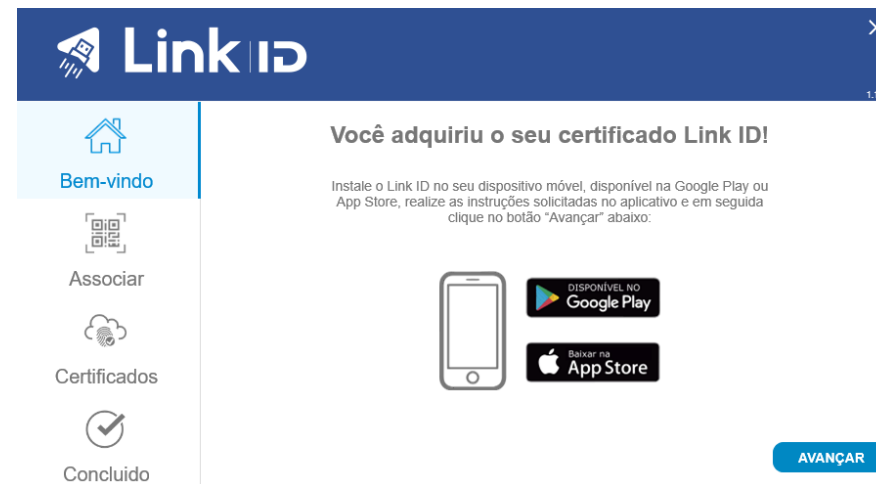 Link ID
Você adquiriu o seu certificado Link ID!
Bem-vindo
Instale o Link ID no seu dispositivo móvel, disponível na Google Play ou
App Store, realize as instruções solicitadas no aplicativo e em seguida
clique no botão “Avançar” abaixo:
Associar
DISPONÍVEL NO
Google Play
Baixar na
App Store
Certificados
Concluido
AVANÇAR